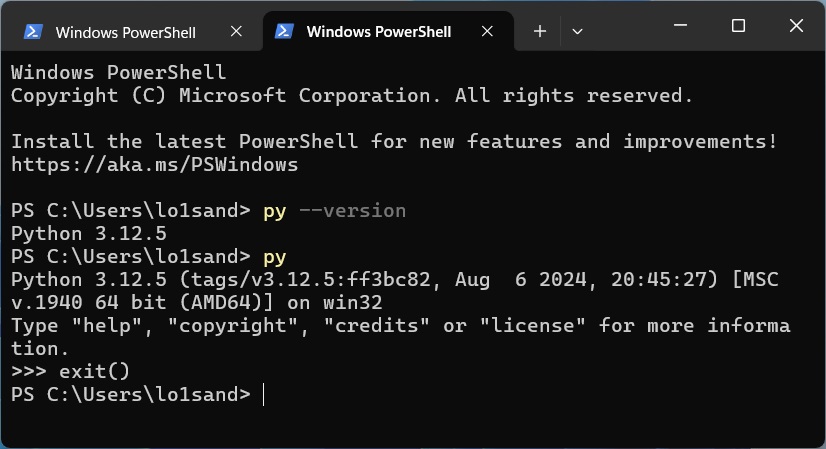 Windows PowerShell
Windows PowerShell
Windows PowerShell
Copyright (C) Microsoft Corporation. All rights reserved.
Install the latest PowerShell for new features and improvements!
https://aka.ms/PSWindows
PS C:\Users\lo1sand> py --version
Python 3.12.5
PS C:\Users\lo1sand> py
Python 3.12.5 (tags/v3.12.5:ff3bc82, Aug  6 2024, 20:45:27) [MSC
v.1940 64 bit (AMD64)] on win32
Type "help", "copyright", "credits" or "license" for more informa
tion.
>>> exit()
PS C:\Users\lo1sand>